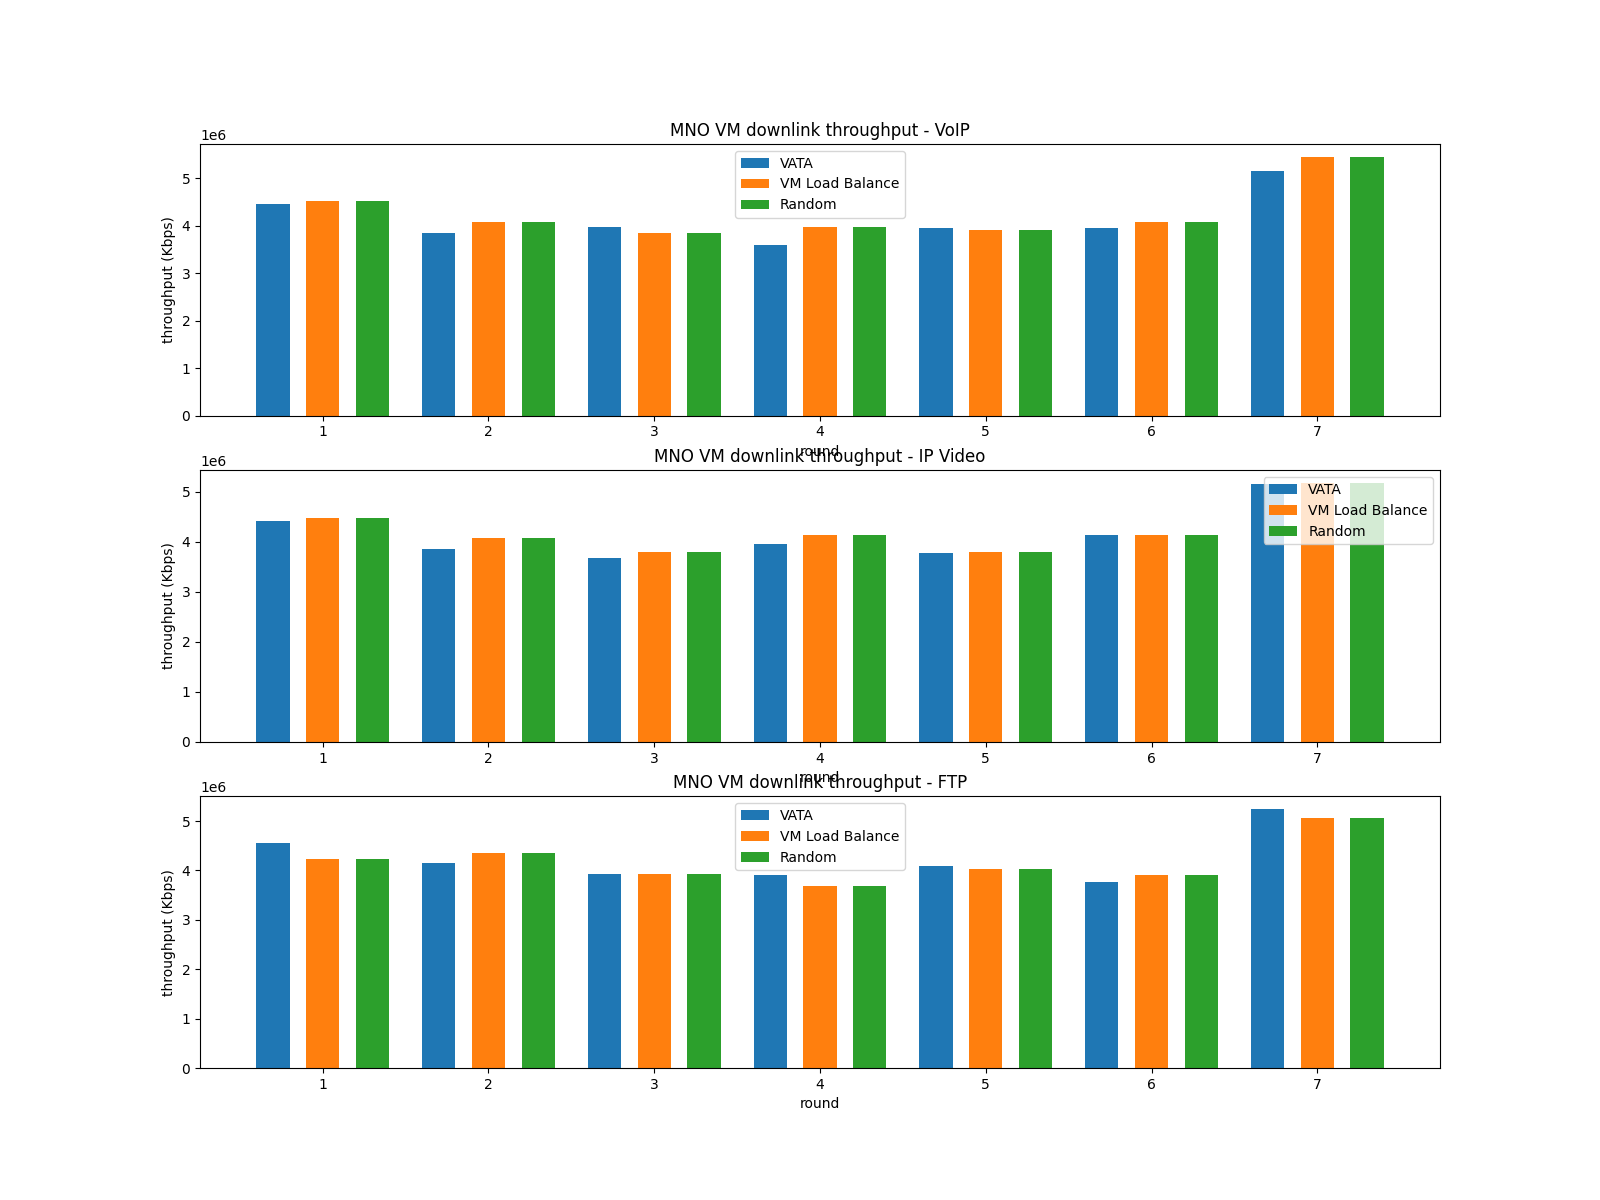 MNO VM downlink throughput - VoIP
1e6
throughput (Kbps)
5
4
3
2
1
0
VATA
VM Load Balance
Random
1 2 3 4 5 6 7
round
MNO VM downlink throughput - IP Video
1e6
throughput (Kbps)
5
4
3
2
1
0
VATA
VM Load Balance
Random
1 2 3 4 5 6 7
round
MNO VM downlink throughput - FTP
1e6
throughput (Kbps)
5
4
3
2
1
0
VATA
VM Load Balance
Random
1 2 3 4 5 6 7
round